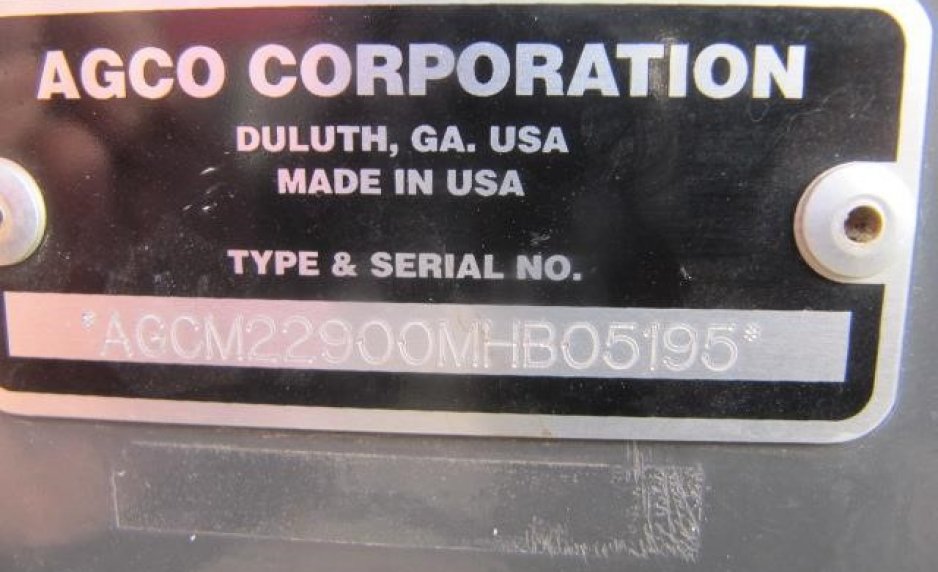 AGCO CORPORATION
DULUTH, GA. USA
MADE IN USA
TYPE & SERIAL NO.
*AGCM22900MHB05195*